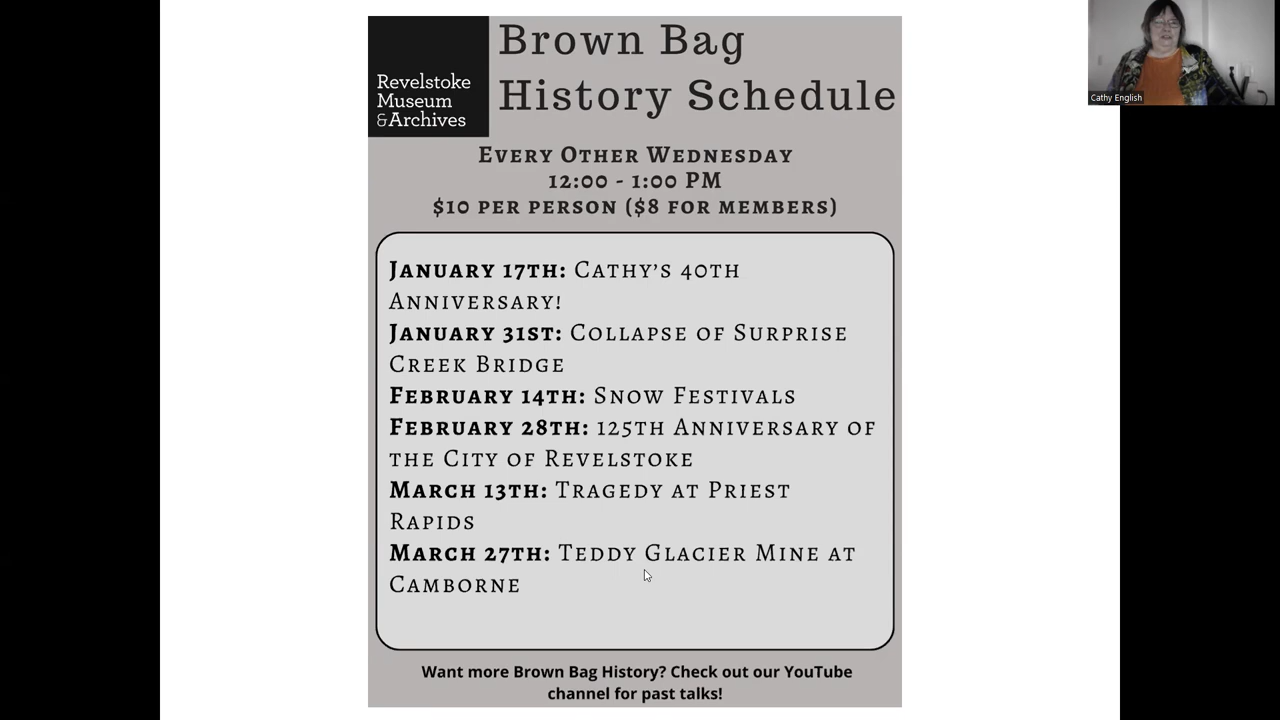 Revelstoke
Museum
&Archives
Brown Bag
History Schedule
Every Other Wednesday
12:00 - 1:00 PM
$10 per person ($8 for members)
January 17th: Cathy's 40th
Anniversary!
January 31st: Collapse of Surprise
Creek Bridge
February 14th: Snow Festivals
February 28th: 125th Anniversary of
the City of Revelstoke
March 13th: Tragedy at Priest
Rapids
March 27th: Teddy Glacier Mine at
Camborne
Want more Brown Bag History? Check out our YouTube
channel for past talks!
Cathy English